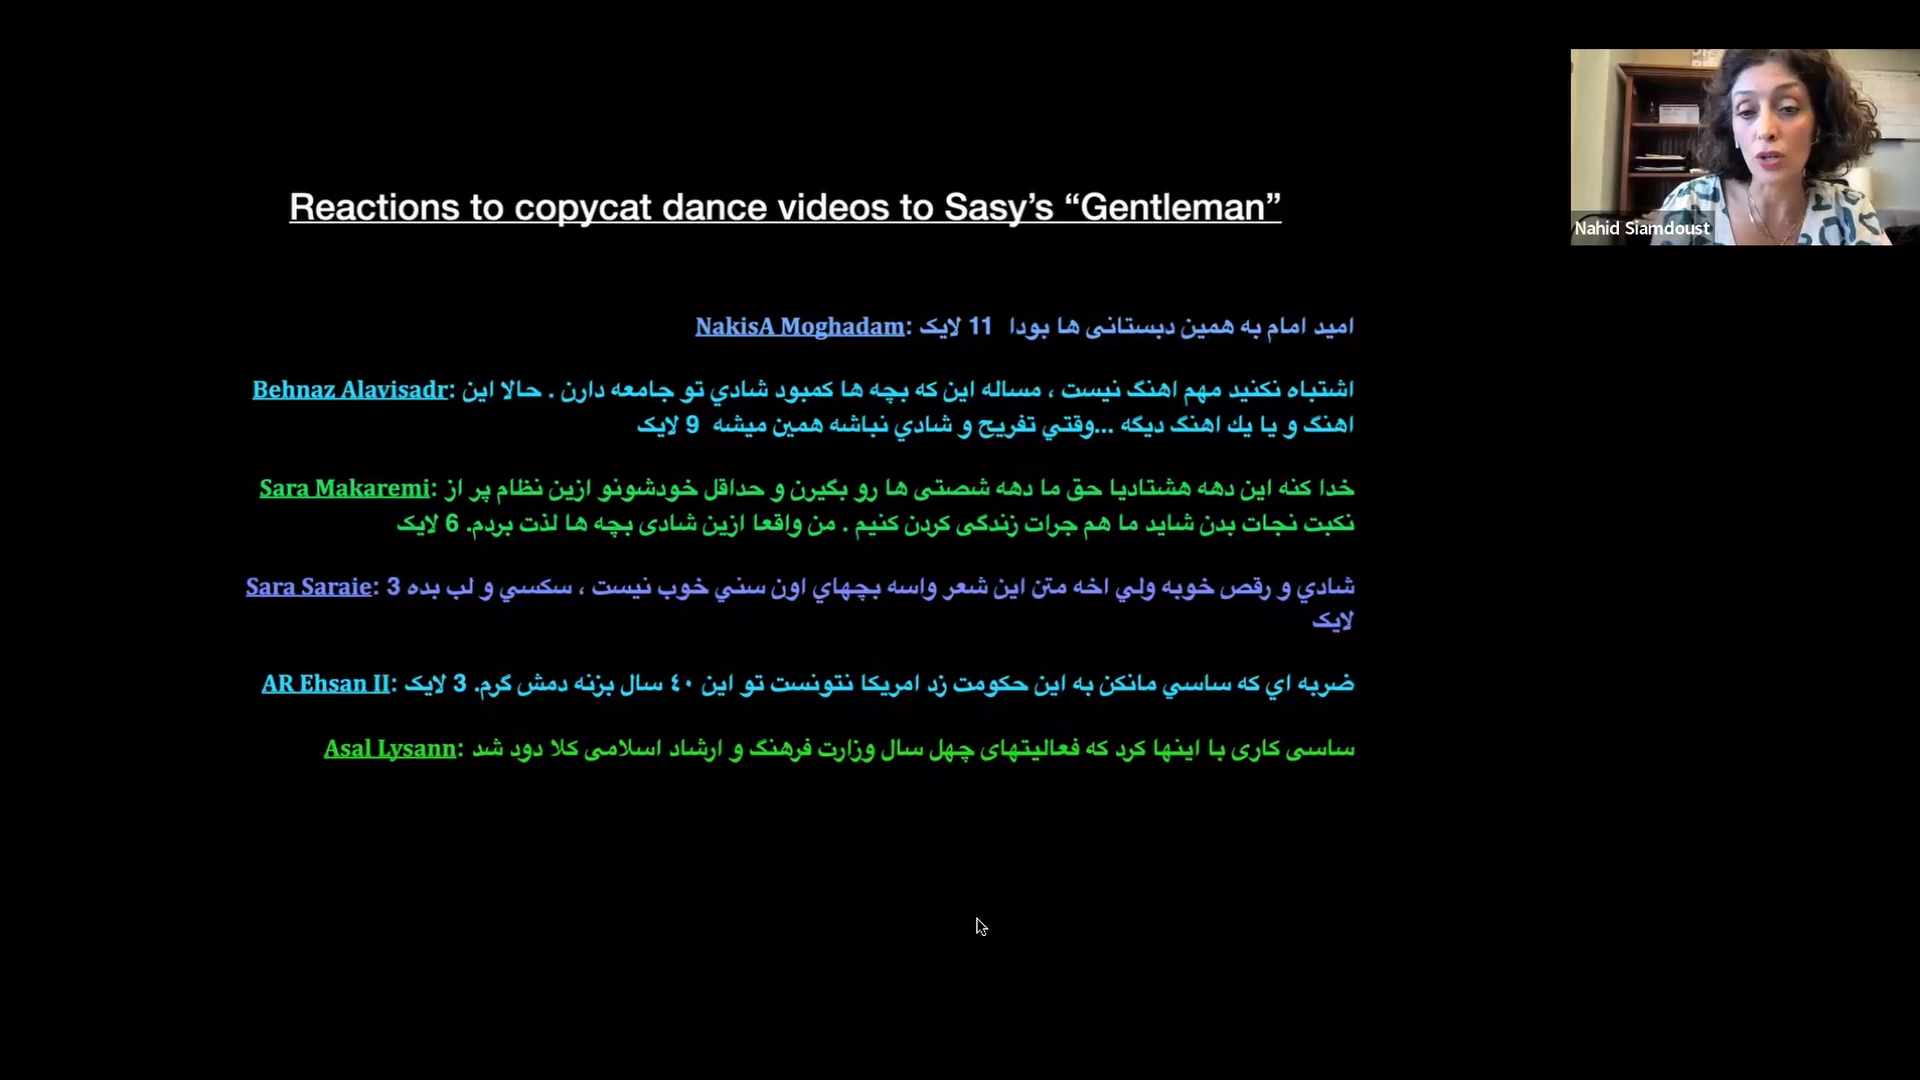 Reactions to copycat dance videos to Sasy’s “Gentleman”
Nahid Siamdoust
NakisA Moghadam: امید امام به همین دبستانی ها بودا 11 لایک
Behnaz Alavisadr: اشتباه نکنید مهم اهنگ نیست ، مساله این که بچه ها کمبود شادي تو جامعه دارن . حالا این
اهنگ و یا یك اهنگ دیگه ...وقتي تفریح و شادي نباشه همین میشه 9 لایک
Sara Makaremi: خدا کنه این دهه هشتادیا حق ما دهه شصتی ها رو بگیرن و حداقل خودشونو ازین نظام پر از
نکبت نجات بدن شاید ما هم جرات زندگی کردن کنیم . من واقعا ازین شادی بچه ها لذت بردم. 6 لایک
Sara Saraie: شادي و رقص خوبه ولي اخه متن این شعر واسه بچهاي اون سني خوب نیست ، سکسي و لب بده 3
لایک
AR Ehsan II: ضربه اي که ساسي مانکن به این حکومت زد امریکا نتونست تو این ٤٠ سال بزنه دمش گرم. 3 لایک
Asal Lysann: ساسی کاری با اینها کرد که فعالیتهای چهل سال وزارت فرهنگ و ارشاد اسلامی کلا دود شد